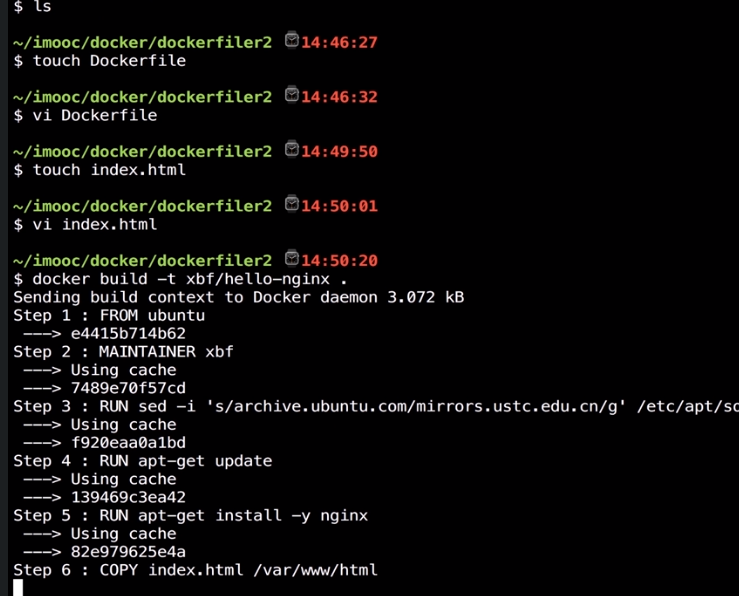 $ ls
~/imooc/docker/dockerfiler2 14:46:27
$ touch Dockerfile
~/imooc/docker/dockerfiler2 14:46:32
$ vi Dockerfile
~/imooc/docker/dockerfiler2 14:49:50
$ touch index.html
~/imooc/docker/dockerfiler2 14:50:01
$ vi index.html
~/imooc/docker/dockerfiler2 14:50:20
$ docker build -t xbf/hello-nginx .
Sending build context to Docker daemon 3.072 kB
Step 1 : FROM ubuntu
---> e4415b714b62
Step 2 : MAINTAINER xbf
---> Using cache
---> 7489e70f57cd
Step 3 : RUN sed -i 's/archive.ubuntu.com/mirrors.ustc.edu.cn/g' /etc/apt/so
---> Using cache
---> f920eaa0a1bd
Step 4 : RUN apt-get update
---> Using cache
---> 139469c3ea42
Step 5 : RUN apt-get install -y nginx
---> Using cache
---> 82e979625e4a
Step 6 : COPY index.html /var/www/html